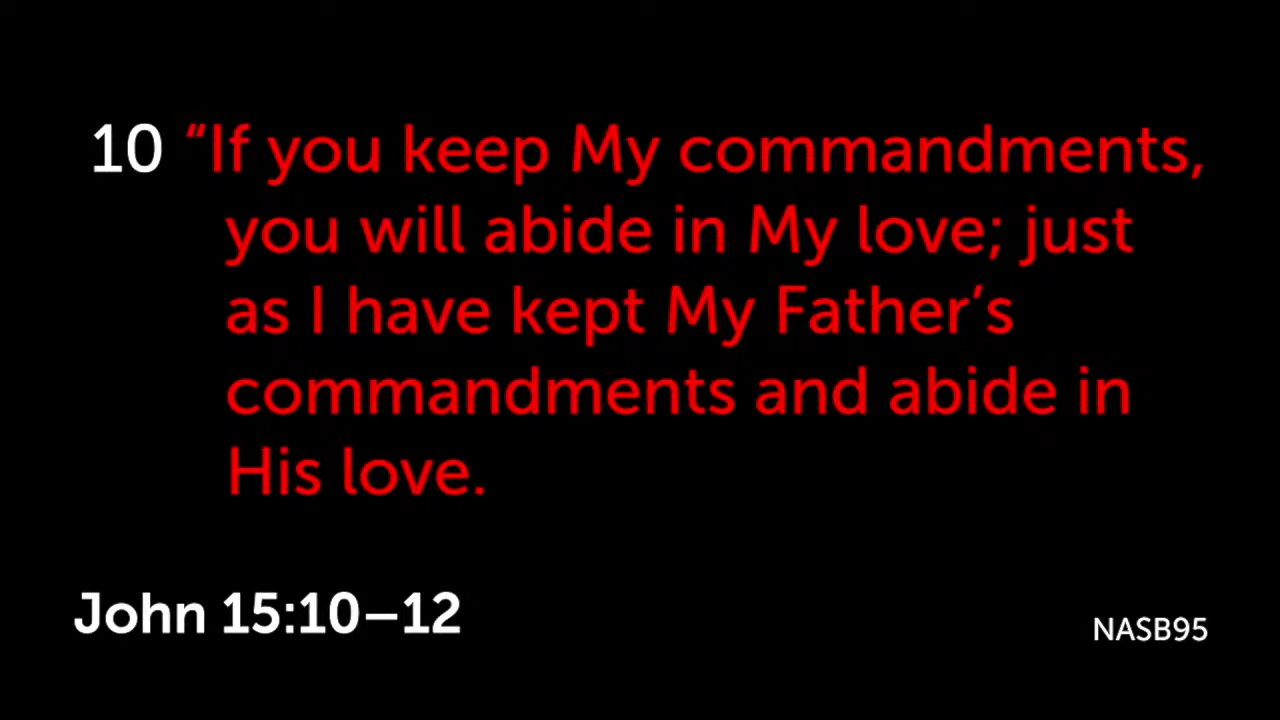 10 “If you keep My commandments,
you will abide in My love; just
as I have kept My Father’s
commandments and abide in
His love.
John 15:10–12
NASB95